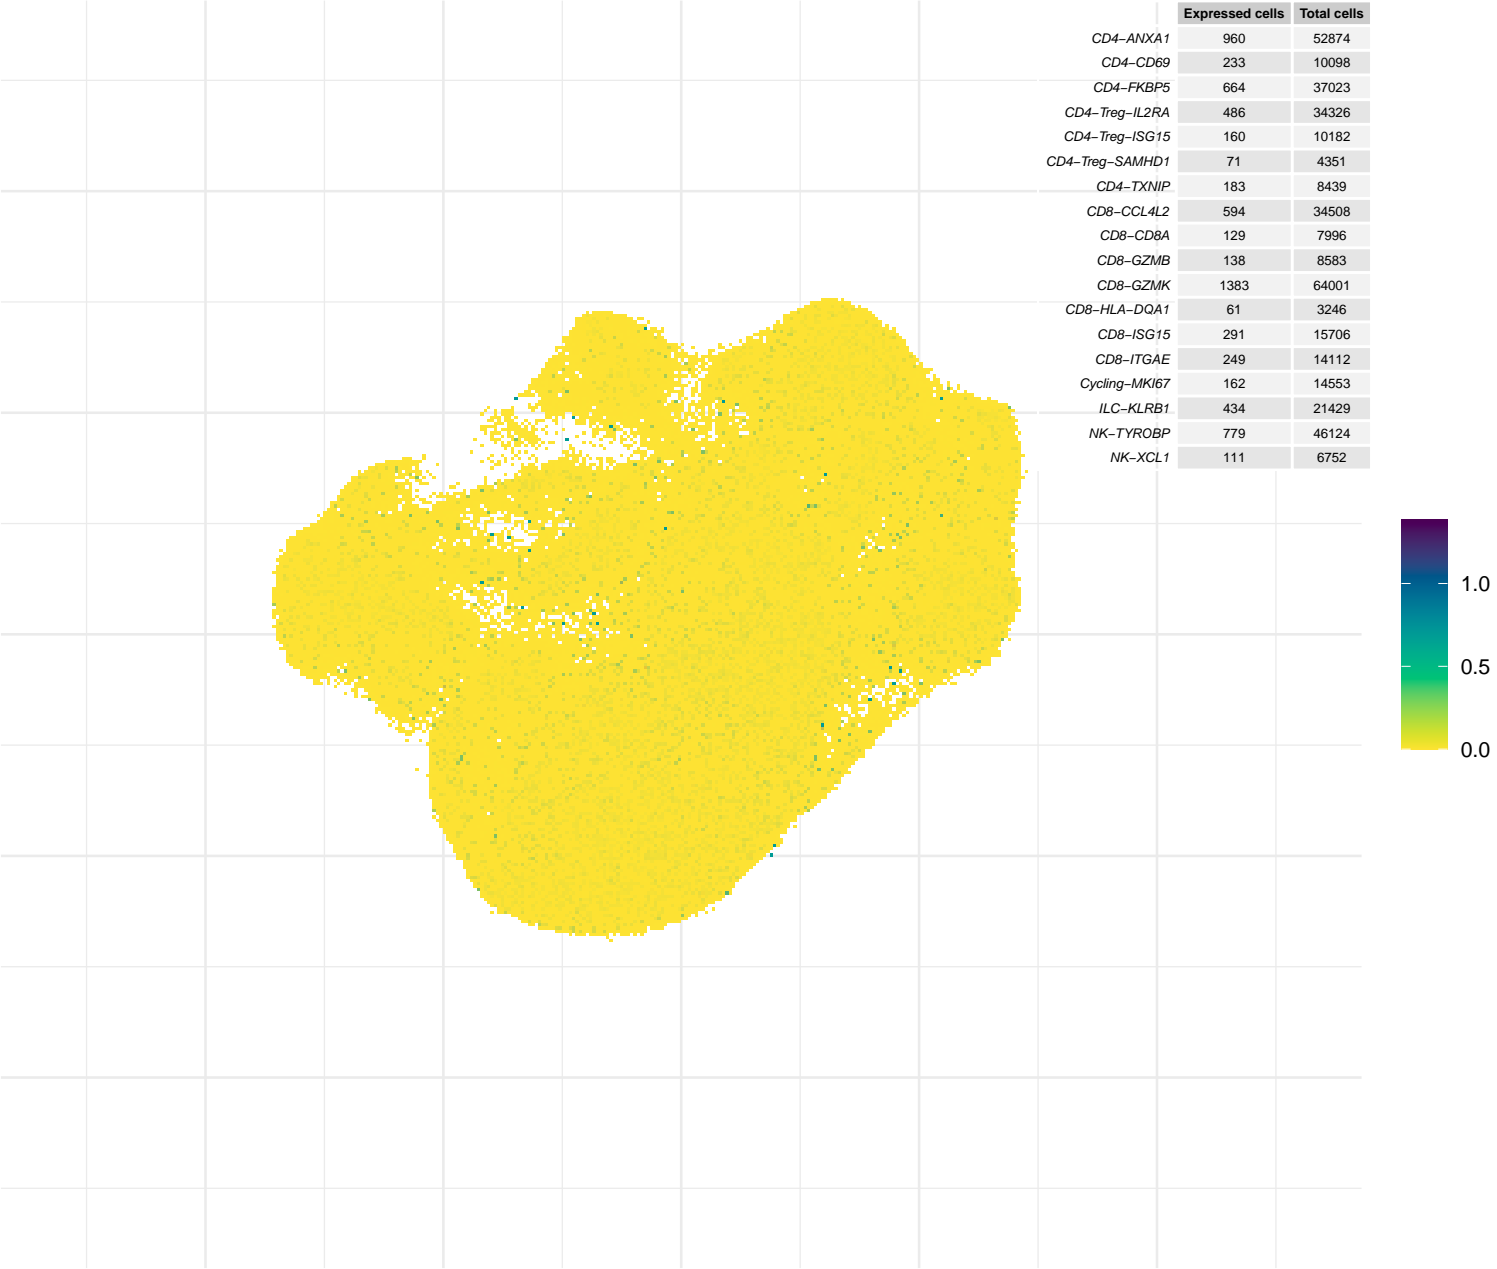 Expressed cells Total cells
CD4−ANXA1 960 52874
CD4−CD69 233 10098
CD4−FKBP5 664 37023
CD4−Treg−IL2RA 486 34326
CD4−Treg−ISG15 160 10182
CD4−Treg−SAMHD1 71 4351
CD4−TXNIP 183 8439
CD8−CCL4L2 594 34508
CD8−CD8A 129 7996
CD8−GZMB 138 8583
CD8−GZMK 1383 64001
CD8−HLA−DQA1 61 3246
CD8−ISG15 291 15706
CD8−ITGAE 249 14112
Cycling−MKI67 162 14553
ILC−KLRB1 434 21429
NK−TYROBP 779 46124
NK−XCL1 111 6752
1.0
0.5
0.0